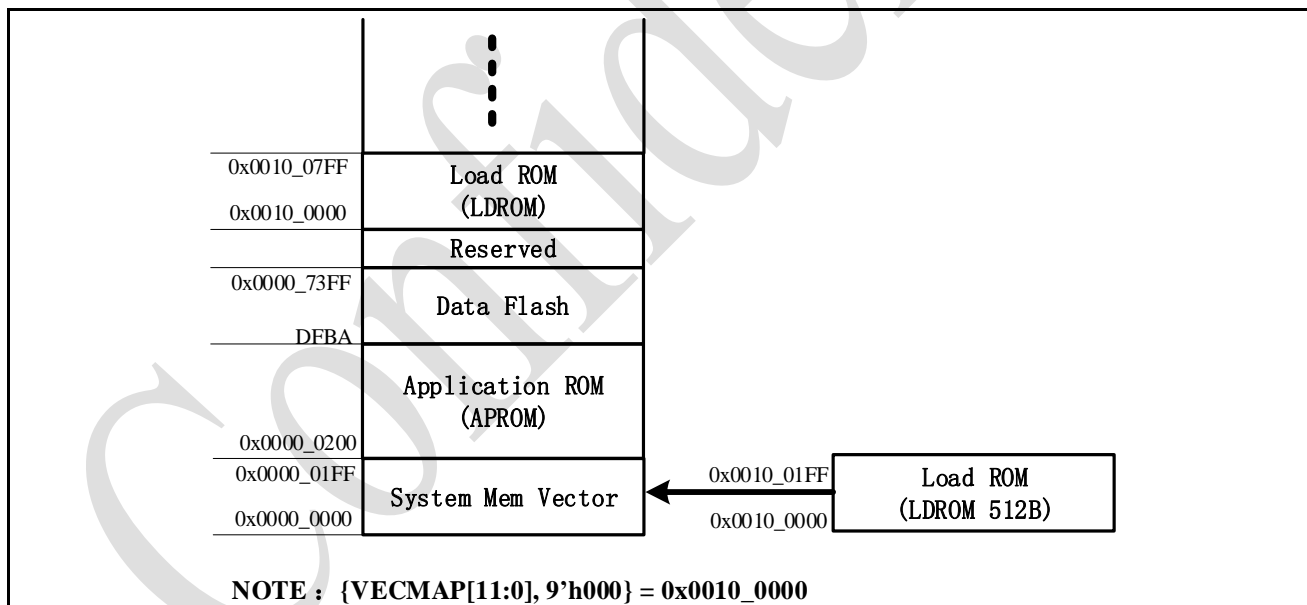 0x0010_07FF
Load ROM
(LDROM)
0x0010_0000
Reserved
0x0000_73FF
Data Flash
DFBA
Application ROM
(APROM)
0x0000_0200
0x0000_01FF
System Mem Vector
0x0000_0000
0x0010_01FF
Load ROM
(LDROM 512B)
0x0010_0000
NOTE : {VECMAP[11:0], 9’h000} = 0x0010_0000
Confide